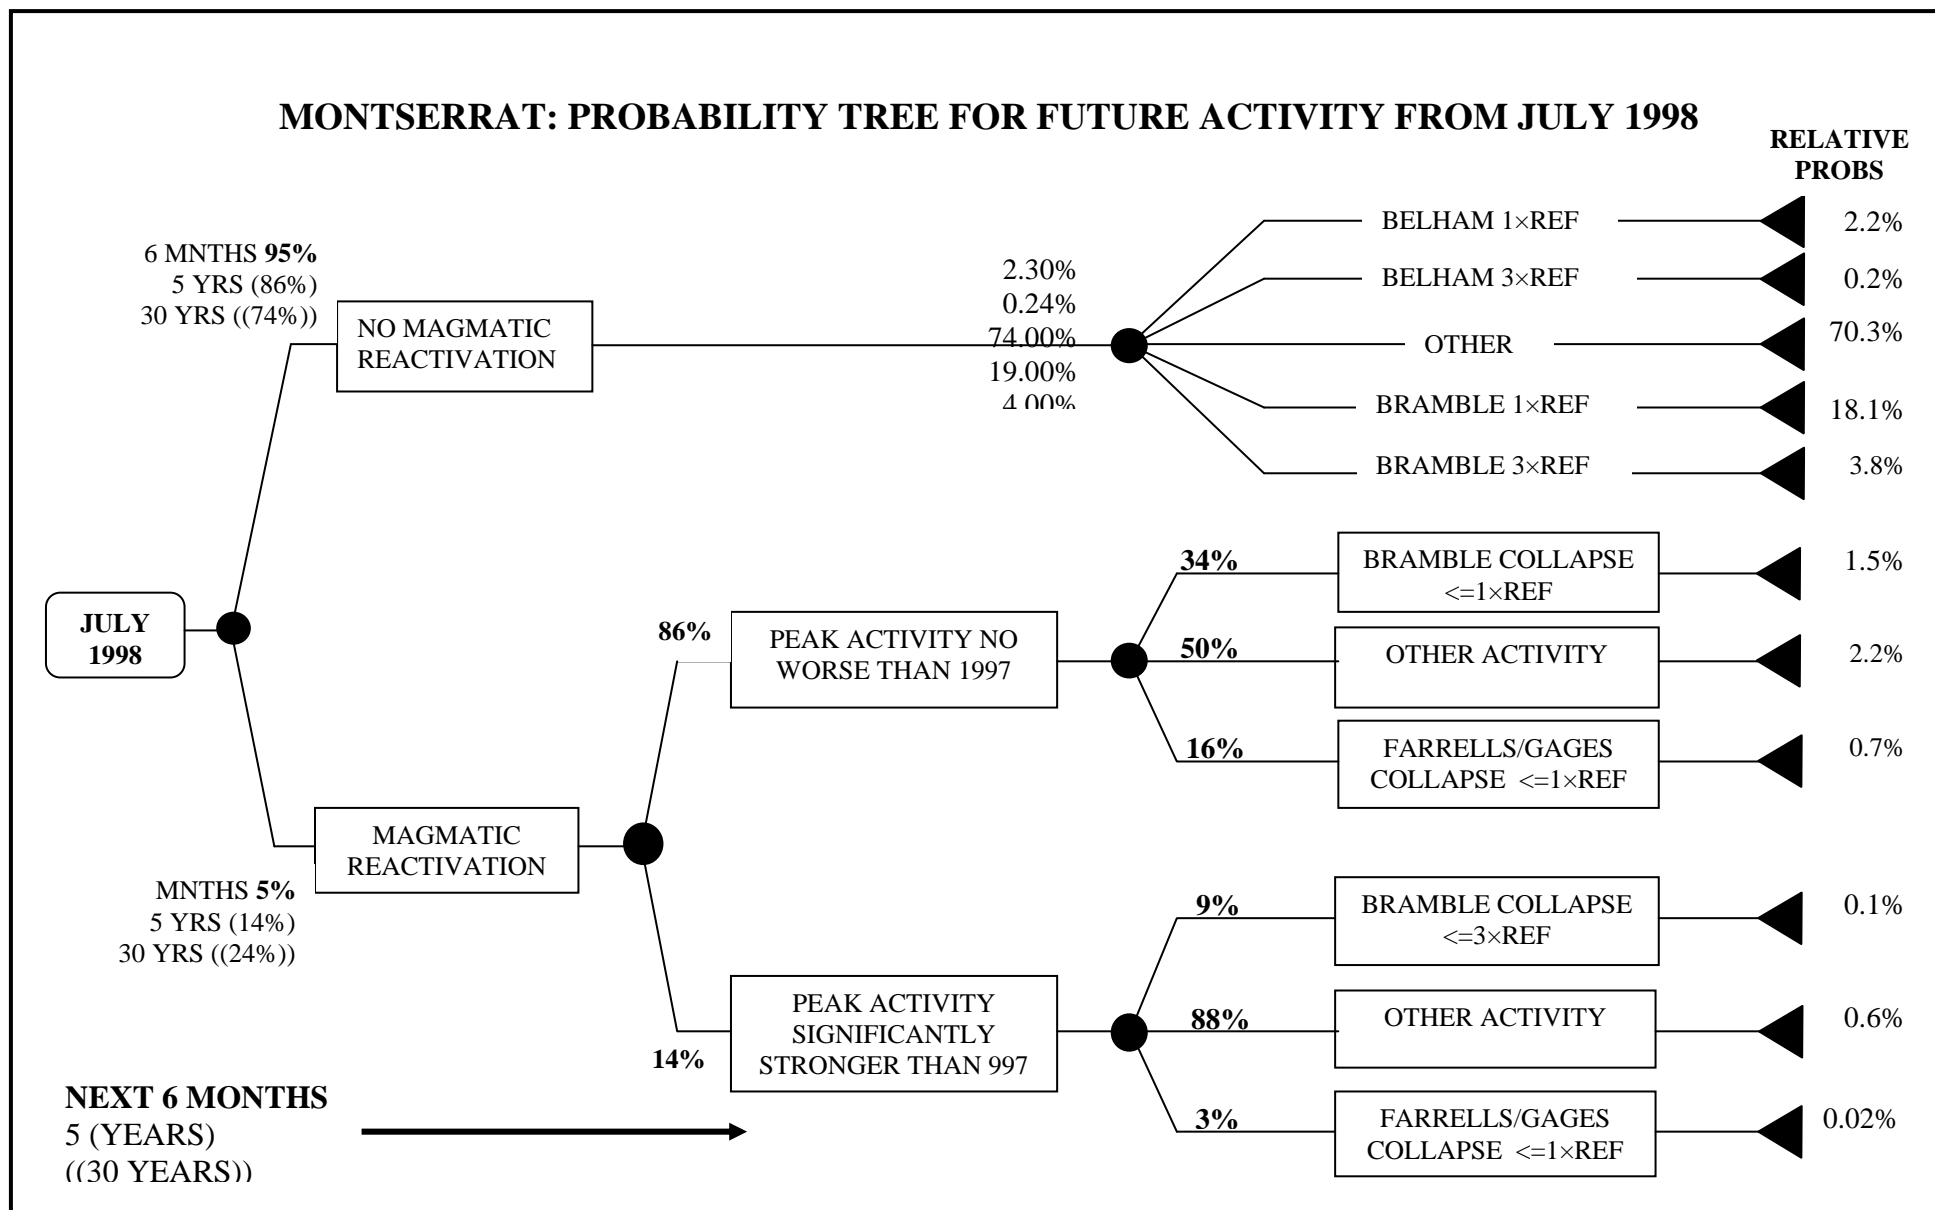 MONTSERRAT: PROBABILITY TREE FOR FUTURE ACTIVITY FROM JULY 1998
RELATIVE
PROBS
6 MNTHS 95%
5 YRS (86%)
30 YRS ((74%))
NO MAGMATIC
REACTIVATION
2.30%
0.24%
74.00%
19.00%
4.00%
BELHAM 1×REF
2.2%
BELHAM 3×REF
0.2%
OTHER
70.3%
BRAMBLE 1×REF
18.1%
BRAMBLE 3×REF
3.8%
JULY
1998
MAGMATIC
REACTIVATION
MNTHS 5%
5 YRS (14%)
30 YRS ((24%))
86%
PEAK ACTIVITY NO
WORSE THAN 1997
34%
BRAMBLE COLLAPSE
<=1×REF
1.5%
50%
OTHER ACTIVITY
2.2%
16%
FARRELLS/GAGES
COLLAPSE <=1×REF
0.7%
14%
PEAK ACTIVITY
SIGNIFICANTLY
STRONGER THAN 997
9%
BRAMBLE COLLAPSE
<=3×REF
0.1%
88%
OTHER ACTIVITY
0.6%
3%
FARRELLS/GAGES
COLLAPSE <=1×REF
0.02%
NEXT 6 MONTHS
5 (YEARS)
((30 YEARS))